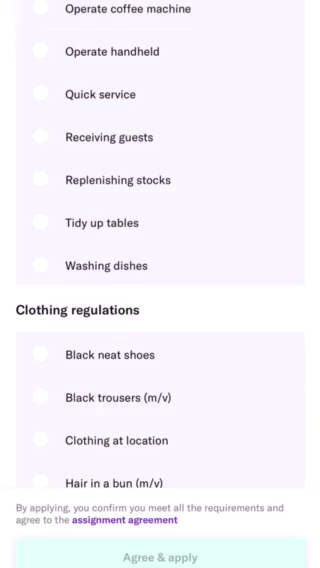 Operate coffee machine
Operate handheld
Quick service
Receiving guests
Replenishing stocks
Tidy up tables
Washing dishes
Clothing regulations
Black neat shoes
Black trousers (m/v)
Clothing at location
Hair in a bun (m/v)
By applying, you confirm you meet all the requirements and
agree to the assignment agreement
Agree & apply